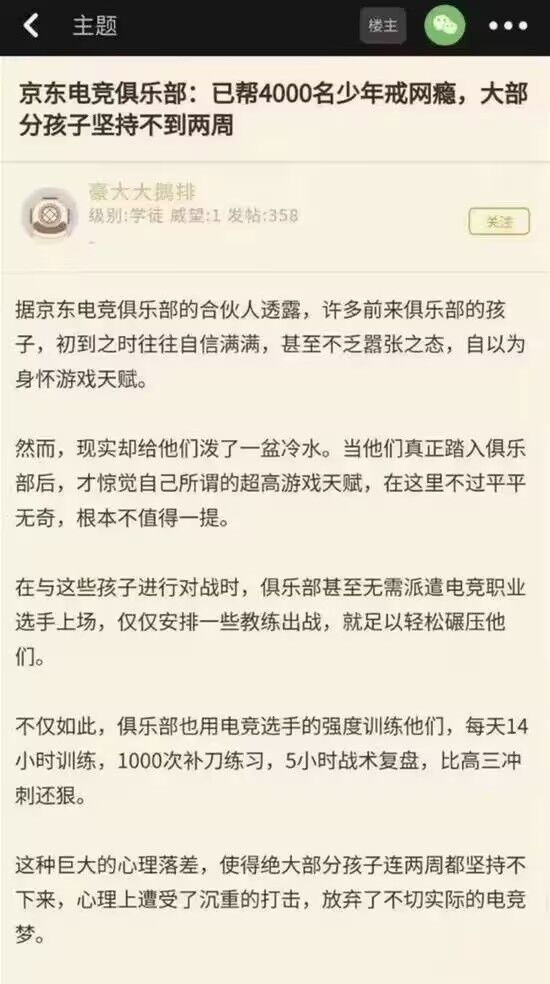 主题
楼主
京东电竞俱乐部：已帮4000名少年戒网瘾，大部
分孩子坚持不到两周
豪大大鵝排
级别:学徒 威望:1 发帖:358
关注
-
据京东电竞俱乐部的合伙人透露，许多前来俱乐部的孩
子，初到之时往往自信满满，甚至不乏嚣张之态，自以为
身怀游戏天赋。
然而，现实却给他们泼了一盆冷水。当他们真正踏入俱乐
部后，才惊觉自己所谓的超高游戏天赋，在这里不过平平
无奇，根本不值得一提。
在与这些孩子进行对战时，俱乐部甚至无需派遣电竞职业
选手上场，仅仅安排一些教练出战，就足以轻松碾压他
们。
不仅如此，俱乐部也用电竞选手的强度训练他们，每天14
小时训练，1000次补刀练习，5小时战术复盘，比高三冲
刺还狠。
这种巨大的心理落差，使得绝大部分孩子连两周都坚持不
下来，心理上遭受了沉重的打击，放弃了不切实际的电竞
梦。